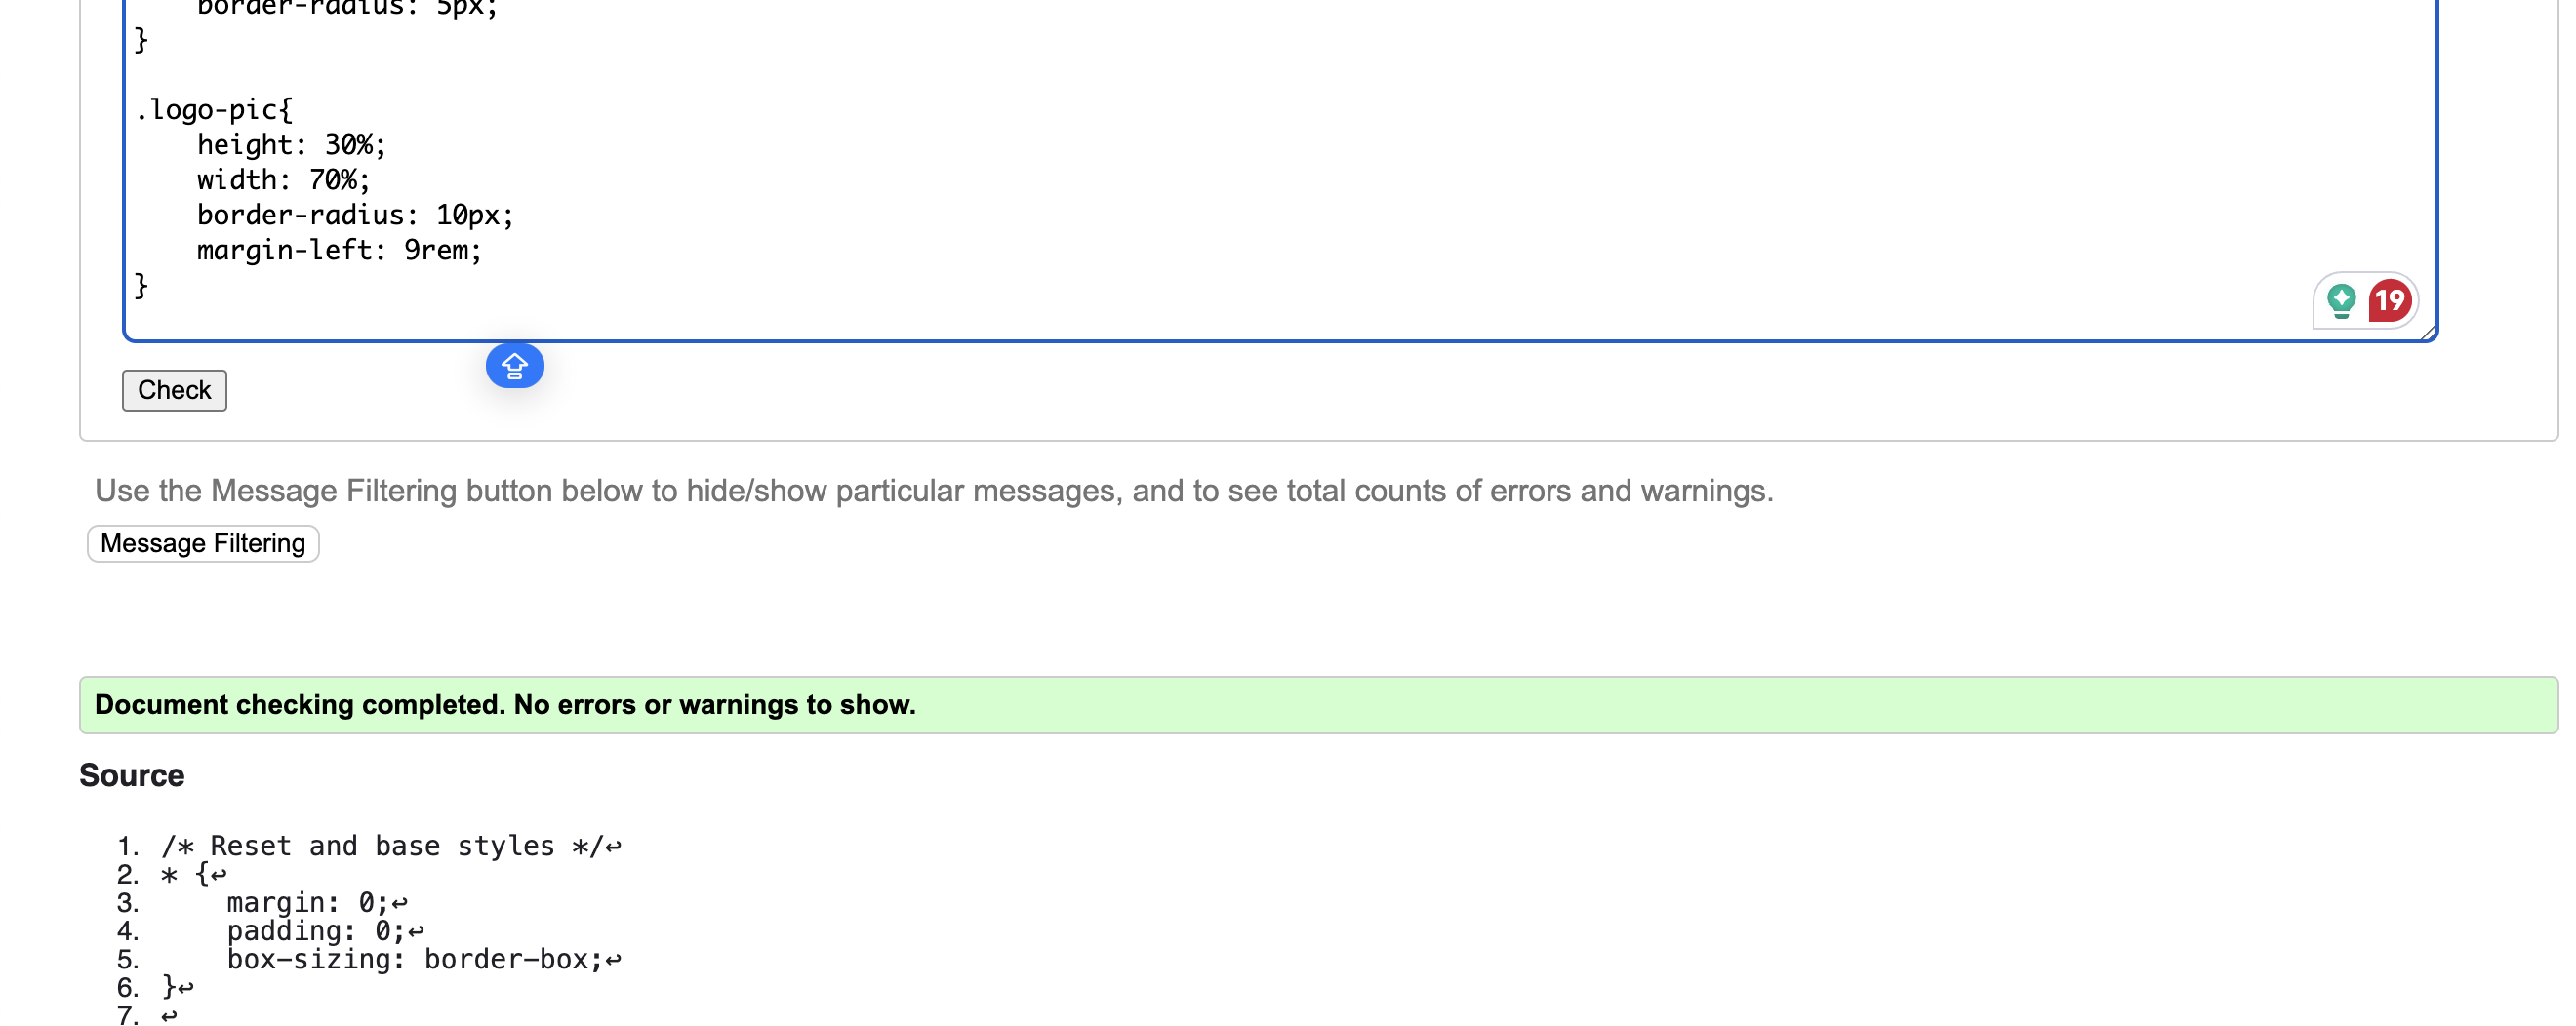 border-radius: 5px;
}
.logo-pic{
    height: 30%;
    width: 70%;
    border-radius: 10px;
    margin-left: 9rem;
}
19
Check
Use the Message Filtering button below to hide/show particular messages, and to see total counts of errors and warnings.
Message Filtering
Document checking completed. No errors or warnings to show.
Source
1. /* Reset and base styles */↩
2. * {↩
3.     margin: 0;↩
4.     padding: 0;↩
5.     box-sizing: border-box;↩
6. }↩
7. ↩